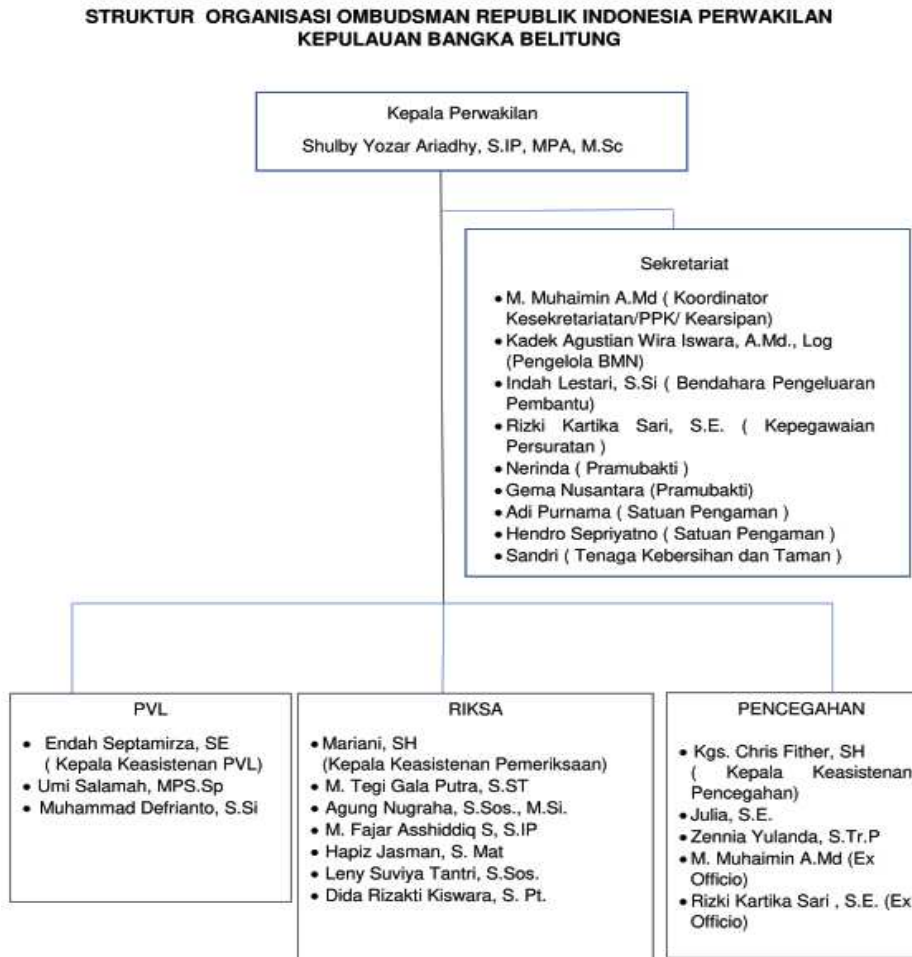 STRUKTUR ORGANISASI OMBUDSMAN REPUBLIK INDONESIA PERWAKILAN
KEPULAUAN BANGKA BELITUNG
Kepala Perwakilan
Shulby Yozar Ariadhy, S.IP, MPA, M.Sc
Sekretariat
• M. Muhaimin A.Md ( Koordinator
Kesekretariatan/PPK/ Kearsipan)
• Kadek Agustian Wira Iswara, A.Md., Log
(Pengelola BMN)
• Indah Lestari, S.Si ( Bendahara Pengeluaran
Pembantu)
• Rizki Kartika Sari, S.E. ( Kepegawaian
Persuratan )
• Nerinda ( Pramubakti )
• Gema Nusantara (Pramubakti)
• Adi Purnama ( Satuan Pengaman )
• Hendro Sepriyatno ( Satuan Pengaman )
• Sandri ( Tenaga Kebersihan dan Taman )
PVL
• Endah Septamirza, SE
( Kepala Keasistenan PVL)
• Umi Salamah, MPS.Sp
• Muhammad Defrianto, S.Si
RIKSA
• Mariani, SH
(Kepala Keasistenan Pemeriksaan)
• M. Tegi Gala Putra, S.ST
• Agung Nugraha, S.Sos., M.Si.
• M. Fajar Asshiddiq S, S.IP
• Hapiz Jasman, S. Mat
• Leny Suviya Tantri, S.Sos.
• Dida Rizakti Kiswara, S. Pt.
PENCEGAHAN
• Kgs. Chris Fither, SH
( Kepala Keasistenan
Pencegahan)
• Julia, S.E.
• Zennia Yulanda, S.Tr.P
• M. Muhaimin A.Md (Ex
Officio)
• Rizki Kartika Sari , S.E. (Ex
Officio)